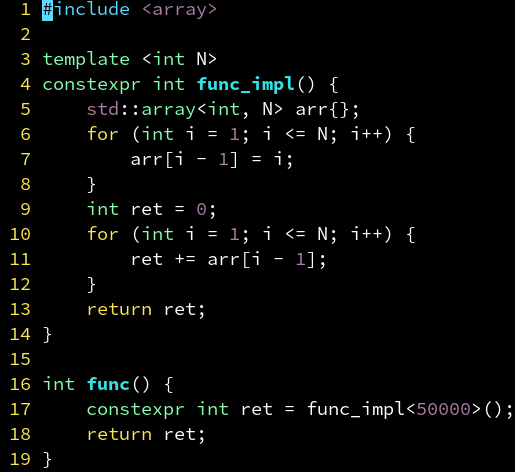 1 #include <array>
2
3 template <int N>
4 constexpr int func_impl() {
5     std::array<int, N> arr{};
6     for (int i = 1; i <= N; i++) {
7         arr[i - 1] = i;
8     }
9     int ret = 0;
10     for (int i = 1; i <= N; i++) {
11         ret += arr[i - 1];
12     }
13     return ret;
14 }
15
16 int func() {
17     constexpr int ret = func_impl<50000>();
18     return ret;
19 }